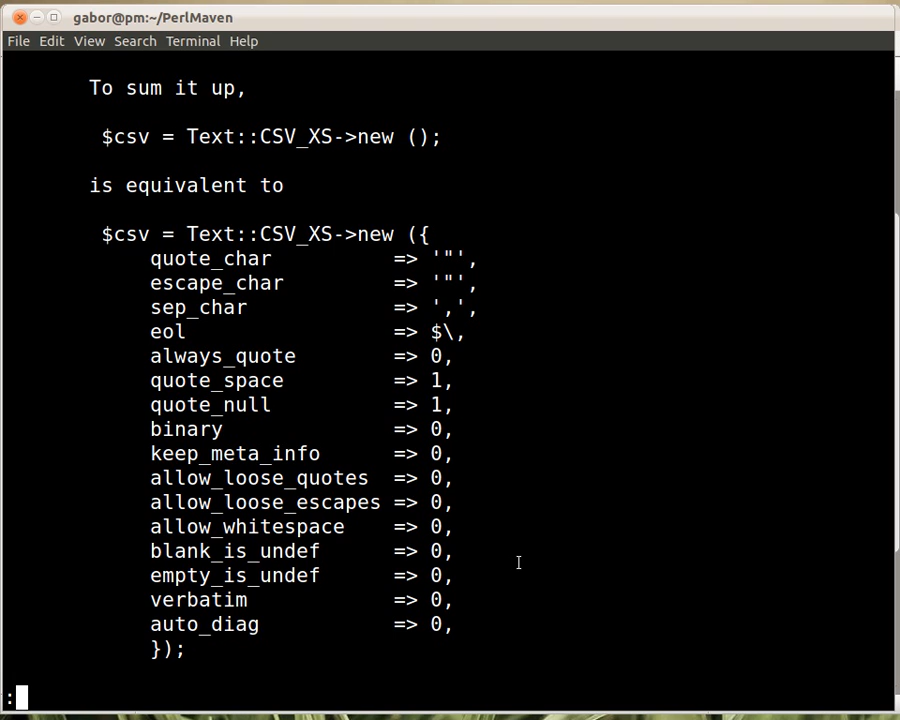 gabor@pm:~/PerlMaven
File Edit View Search Terminal Help
To sum it up,
$csv = Text::CSV_XS->new ();
is equivalent to
$csv = Text::CSV_XS->new ({
quote_char => '"',
escape_char => '"',
sep_char => ',',
eol => $\,
always_quote => 0,
quote_space => 1,
quote_null => 1,
binary => 0,
keep_meta_info => 0,
allow_loose_quotes => 0,
allow_loose_escapes => 0,
allow_whitespace => 0,
blank_is_undef => 0,
empty_is_undef => 0,
verbatim => 0,
auto_diag => 0,
});
: